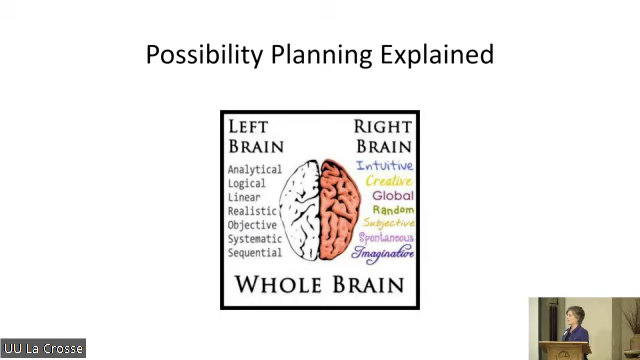 Possibility Planning Explained
LEFT BRAIN
Analytical
Logical
Linear
Realistic
Objective
Systematic
Sequential
RIGHT BRAIN
Intuitive
Creative
Global
Random
Subjective
Spontaneous
Imaginative
WHOLE BRAIN
UU La Crosse